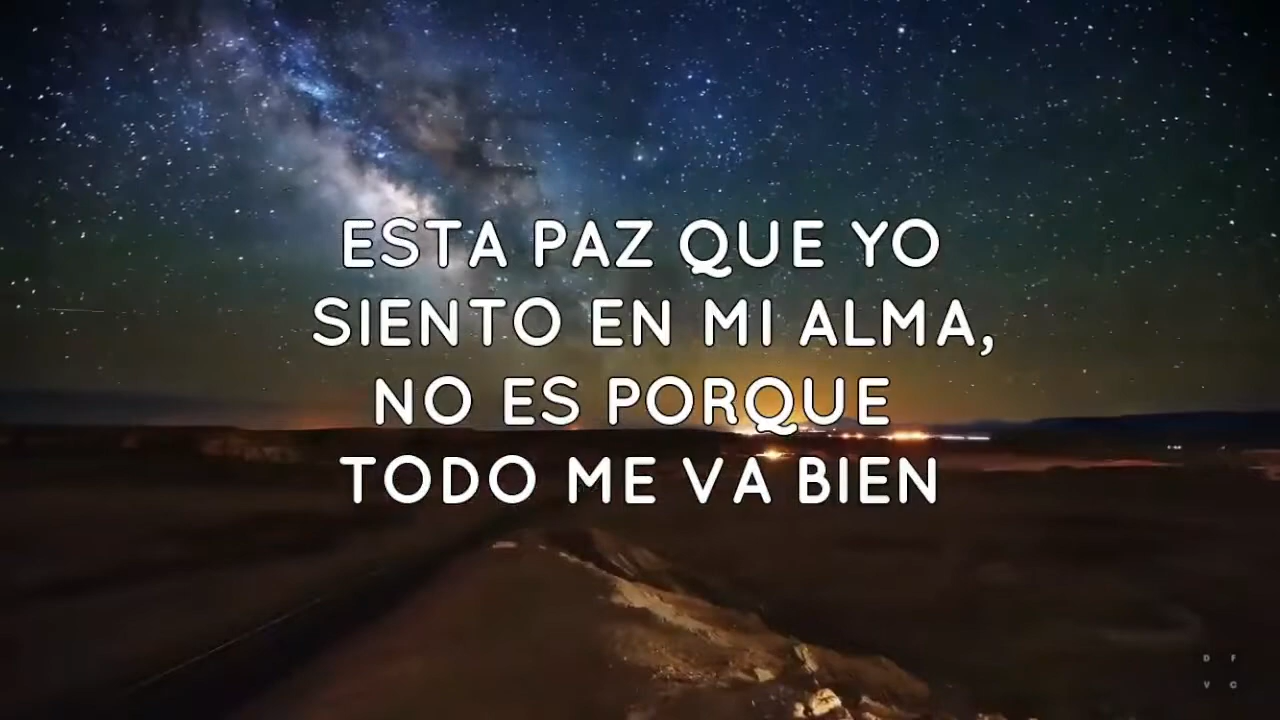 ESTA PAZ QUE YO
SIENTO EN MI ALMA,
NO ES PORQUE
TODO ME VA BIEN
D F
V G